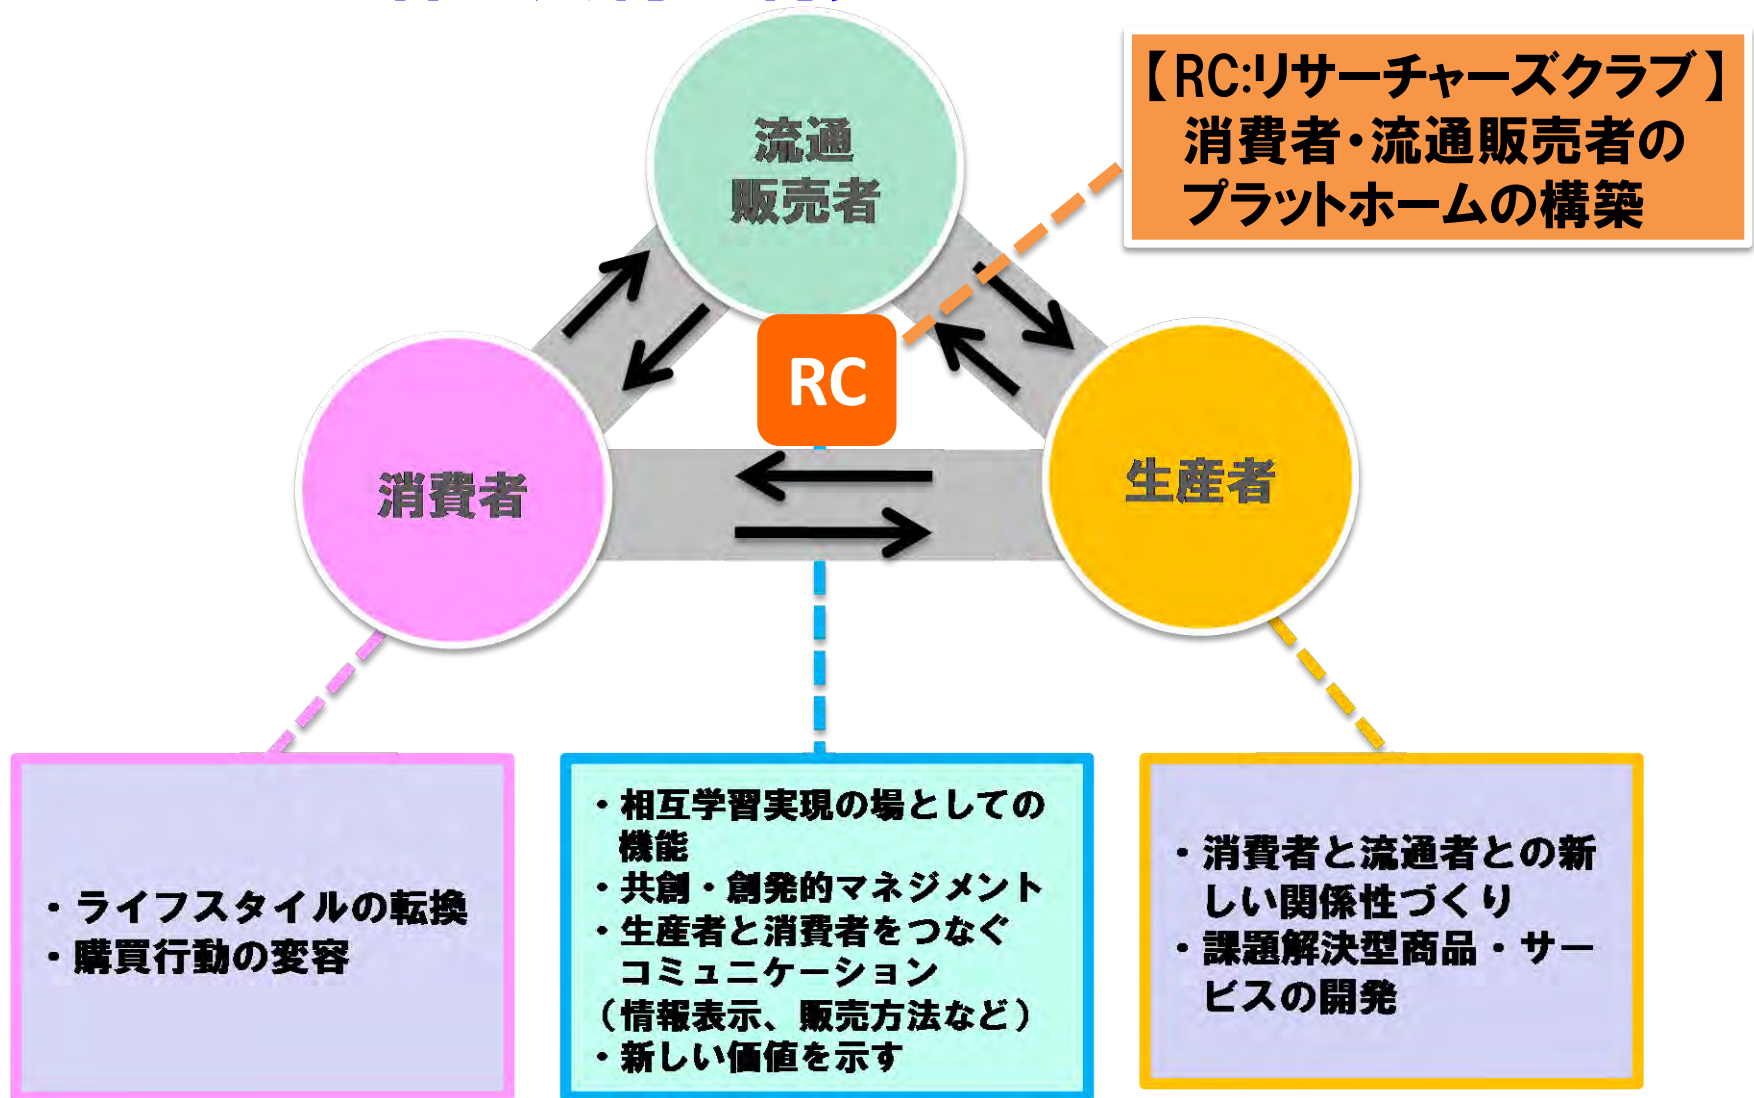 【RC:リサーチャーズクラブ】
消費者・流通販売者の
プラットホームの構築
流通
販売者
RC
消費者
生産者
・ライフスタイルの転換
・購買行動の変容
・相互学習実現の場としての
機能
・共創・創発的マネジメント
・生産者と消費者をつなぐ
コミュニケーション
(情報表示、販売方法など)
・新しい価値を示す
・消費者と流通者との新
しい関係性づくり
・課題解決型商品・サー
ビスの開発